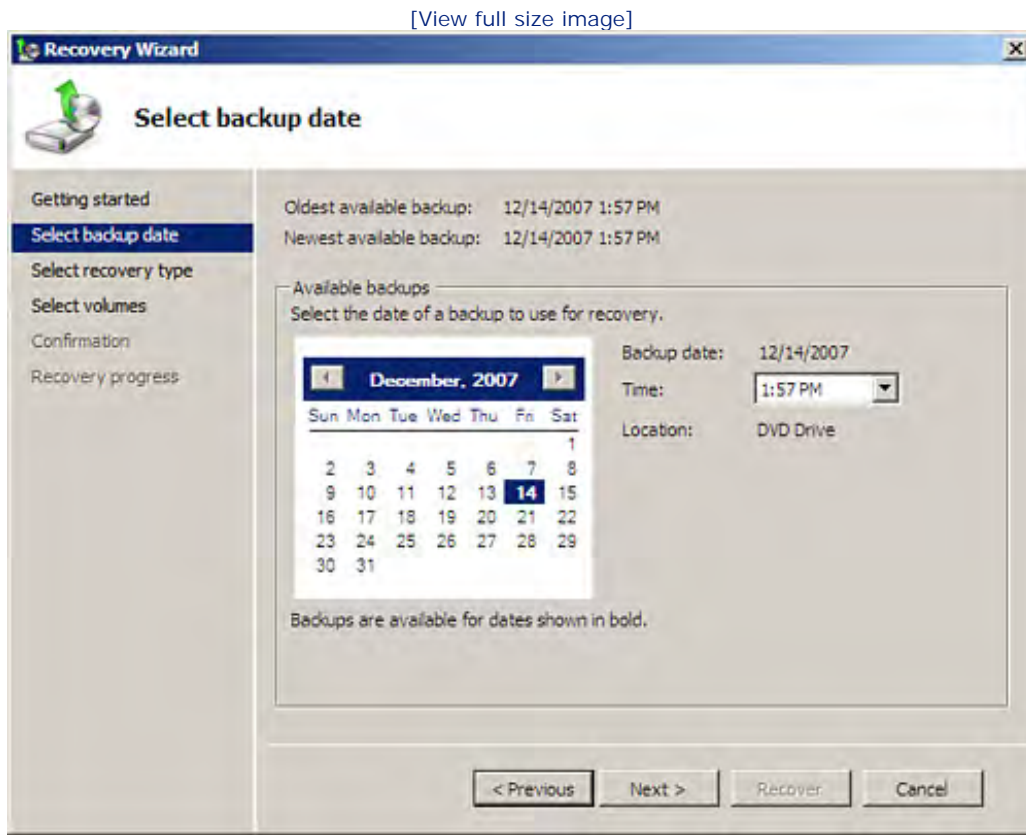 [View full size image]
Recovery Wizard
Select backup date
Getting started
Select backup date
Select recovery type
Select volumes
Confirmation
Recovery progress
Oldest available backup: 12/14/2007 1:57 PM
Newest available backup: 12/14/2007 1:57 PM
Available backups
Select the date of a backup to use for recovery.
December, 2007
Sun Mon Tue Wed Thu Fri Sat
1
2 3 4 5 6 7 8
9 10 11 12 13 14 15
16 17 18 19 20 21 22
23 24 25 26 27 28 29
30 31
Backup date: 12/14/2007
Time: 1:57 PM
Location: DVD Drive
Backups are available for dates shown in bold.
< Previous
Next >
Recover
Cancel